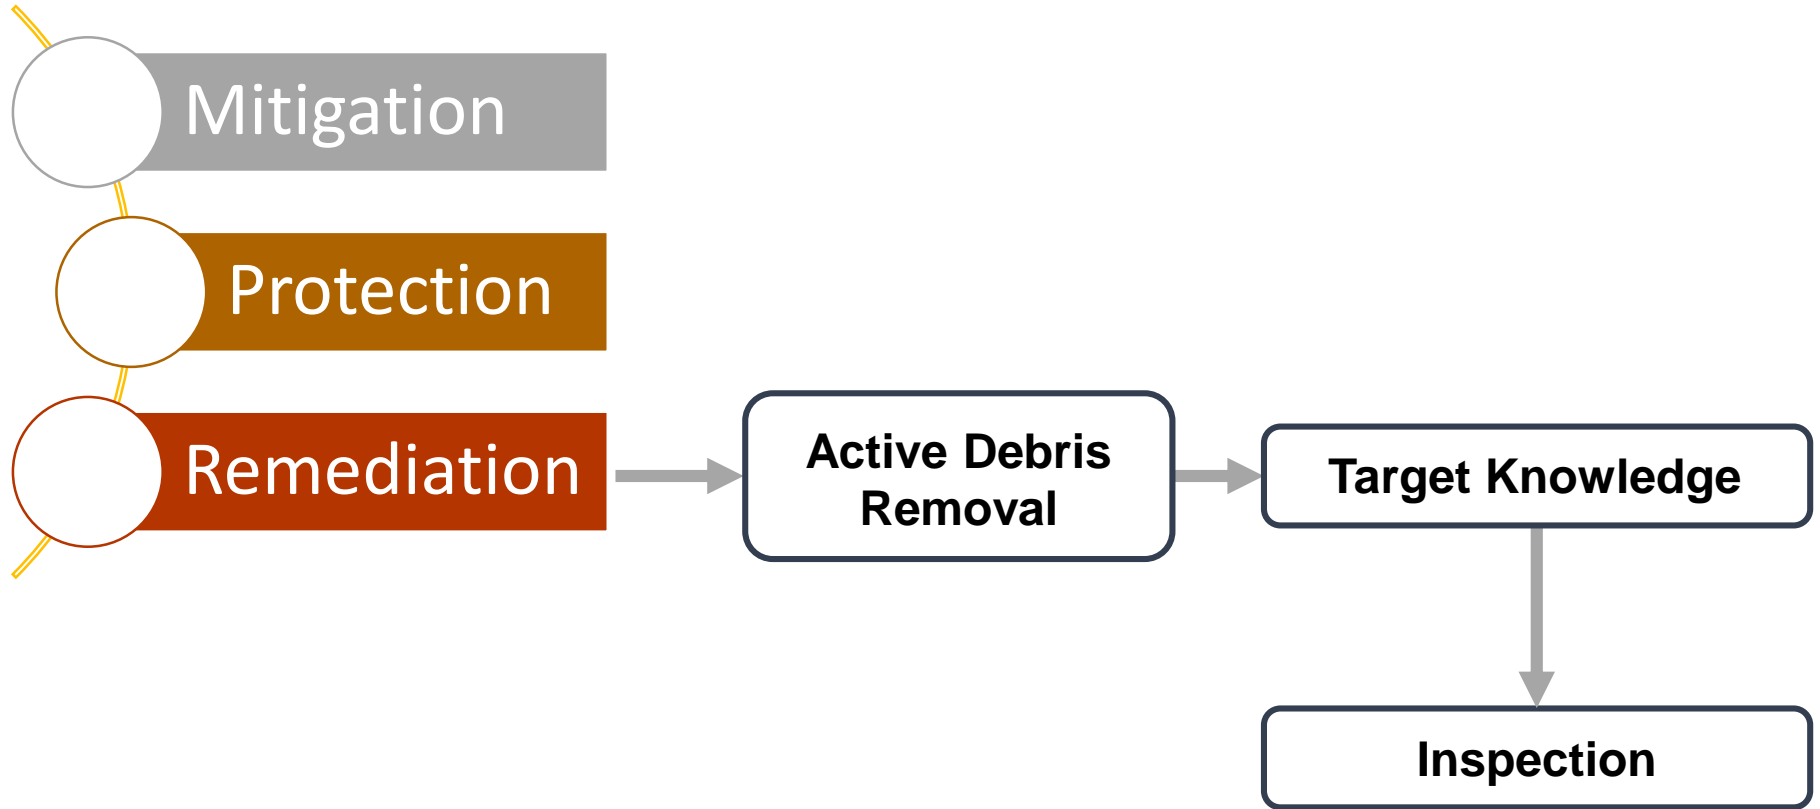 Mitigation
Protection
Remediation
Active Debris
Removal
Target Knowledge
Inspection